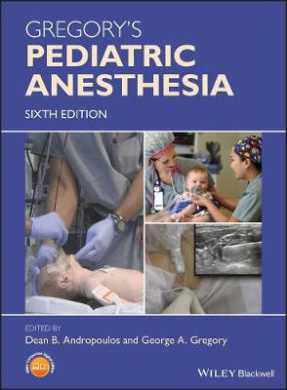 GREGORY'S
PEDIATRIC
ANESTHESIA
SIXTH EDITION
EDITED BY
Dean B. Andropoulos and George A. Gregory
WILEY Blackwell